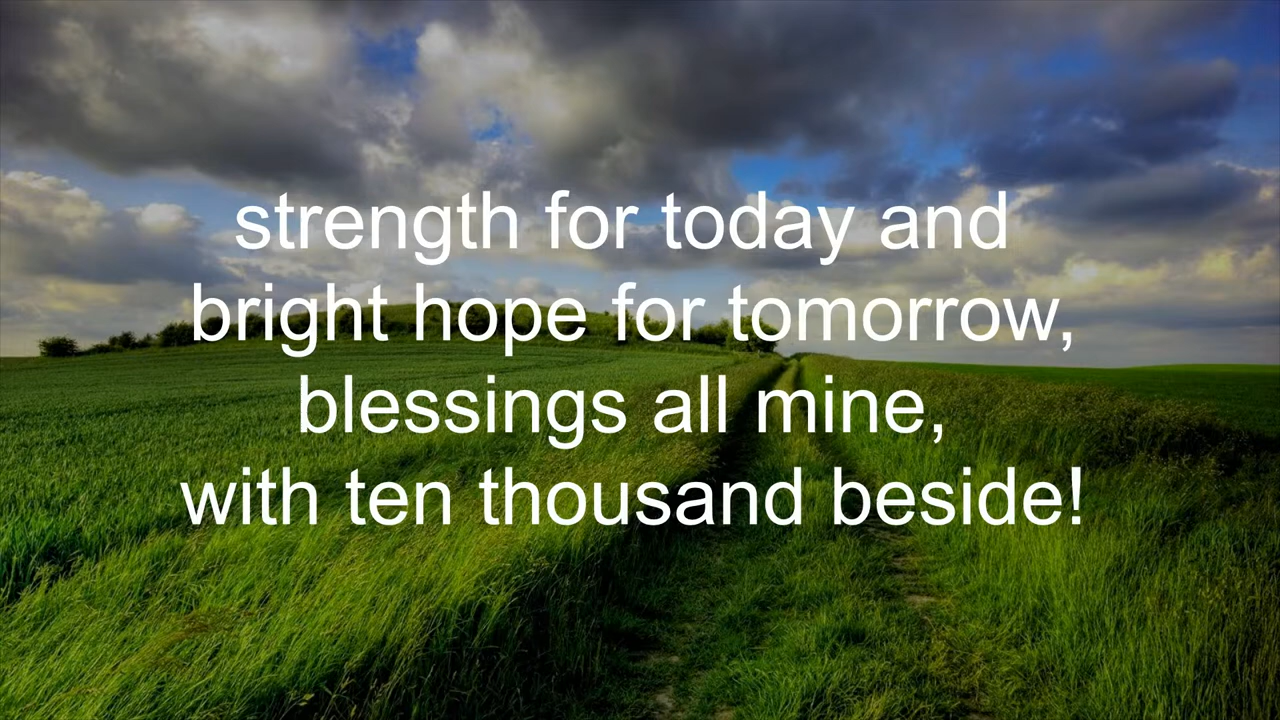 strength for today and
bright hope for tomorrow,
blessings all mine,
with ten thousand beside!